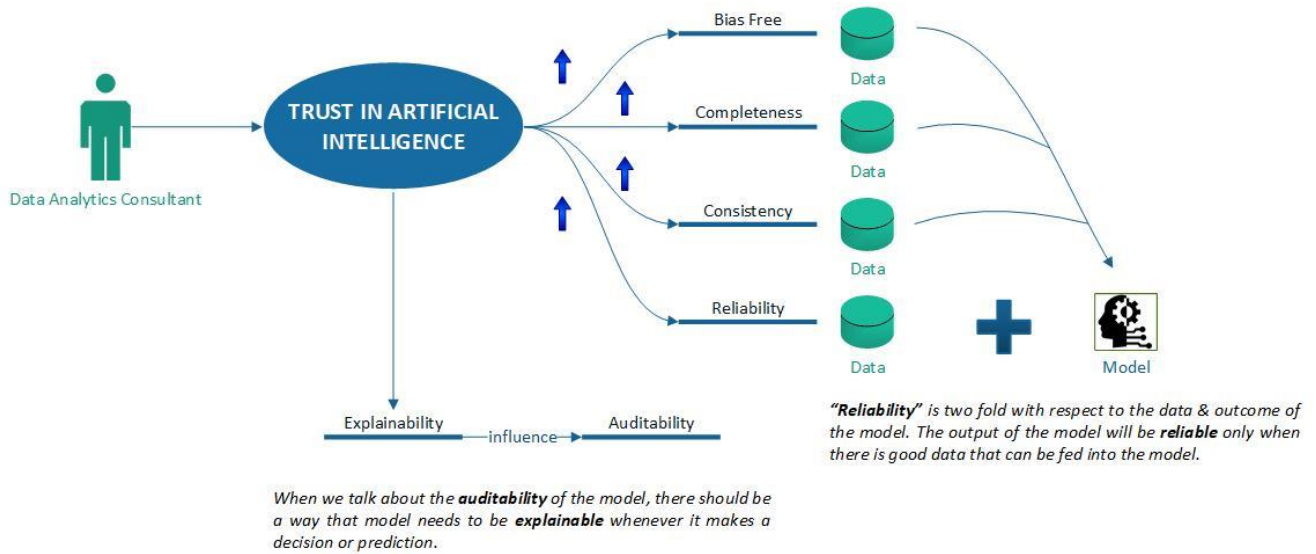 Bias Free
Data
TRUST IN ARTIFICIAL
INTELLIGENCE
Completeness
Data
Data Analytics Consultant
Consistency
Data
Reliability
Data
Model
Explainability
influence
Auditability
“Reliability” is two fold with respect to the data & outcome of
the model. The output of the model will be reliable only when
there is good data that can be fed into the model.
When we talk about the auditability of the model, there should be
a way that model needs to be explainable whenever it makes a
decision or prediction.